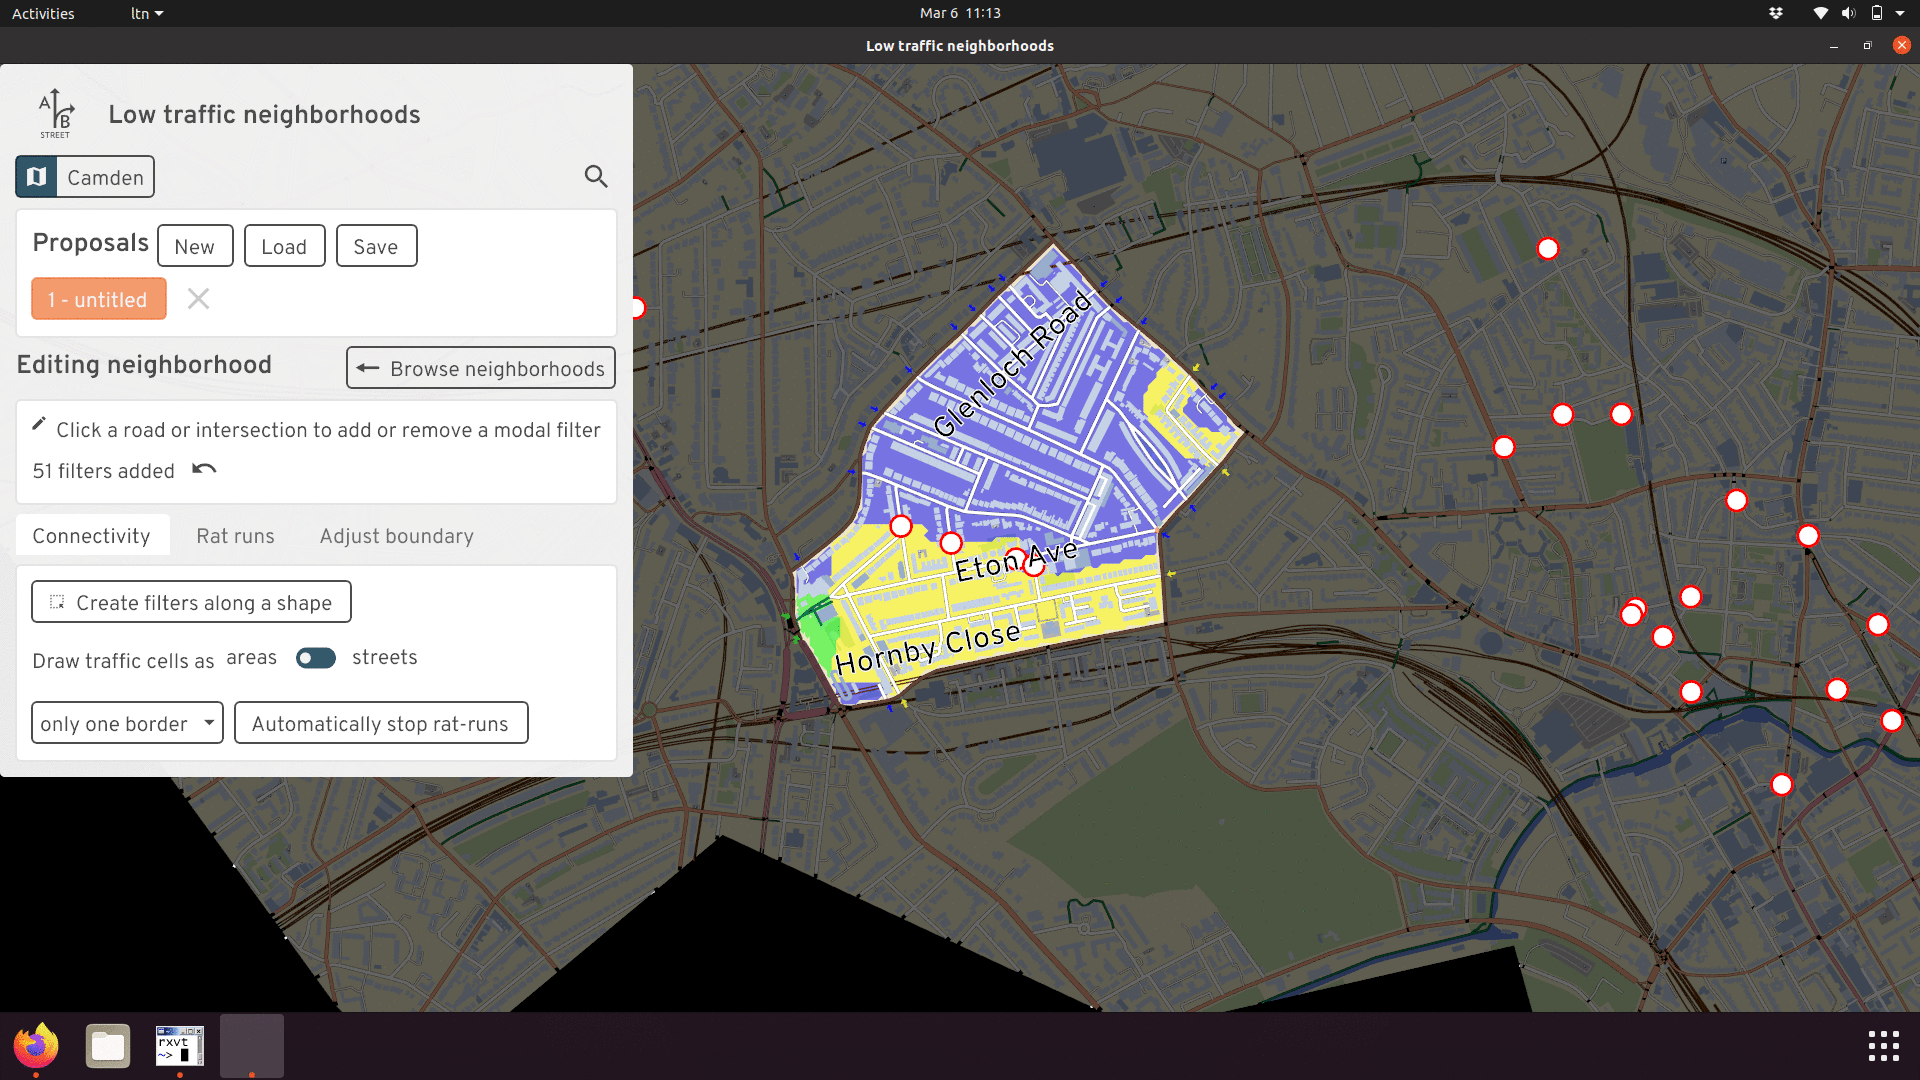 Activities
ltn
Mar 6 11:13
Low traffic neighborhoods
A
B
STREET
Low traffic neighborhoods
Camden
Proposals New Load Save
1 - untitled
Editing neighborhood
Browse neighborhoods
Click a road or intersection to add or remove a modal filter
51 filters added
Connectivity Rat runs Adjust boundary
Create filters along a shape
Draw traffic cells as areas streets
only one border
Automatically stop rat-runs
Glenloch Road
Eton Ave
Hornby Close
rxvt
~>